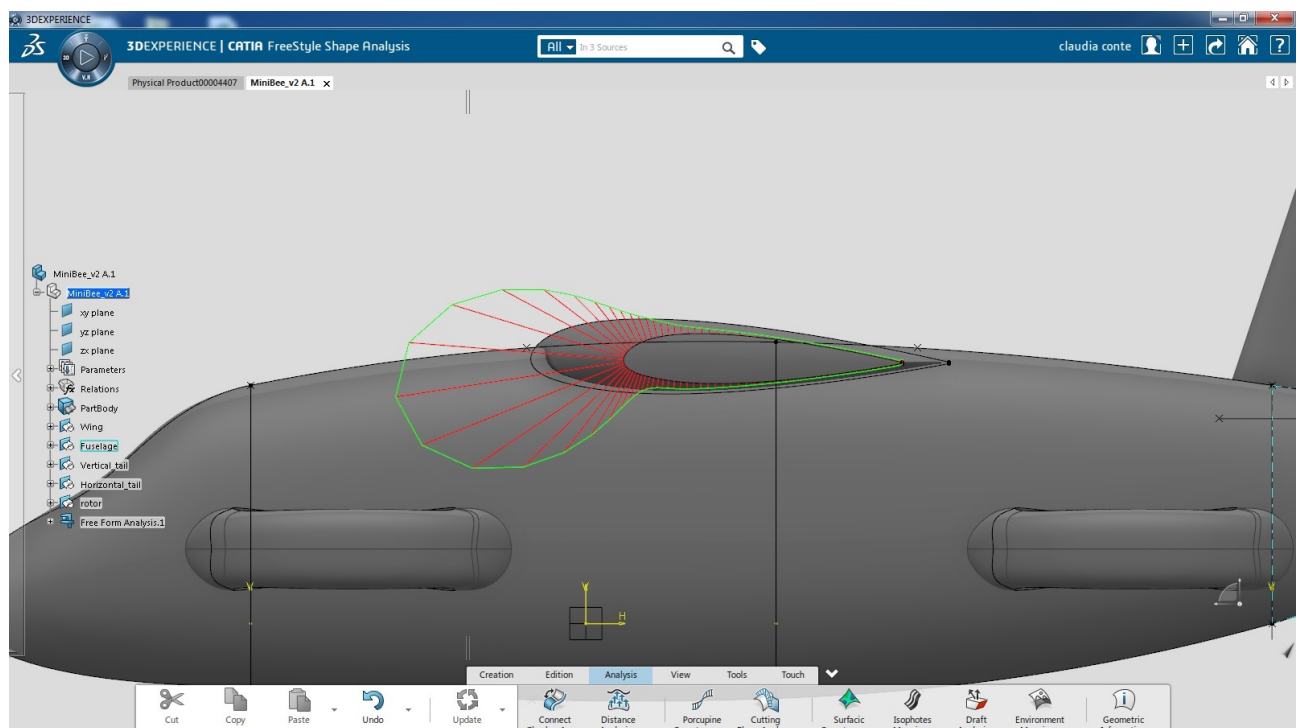 3DEXPERIENCE
3DEXPERIENCE | CATIA FreeStyle Shape Analysis
All In 3 Sources
claudia conte
3D
V.R
Physical Product00004407 MiniBee_v2 A.1 x
MiniBee_v2 A.1
MiniBee_v2 A.1
xy plane
yz plane
zx plane
Parameters
Relations
PartBody
Wing
Fuselage
Vertical_tail
Horizontal_tail
rotor
Free Form Analysis.1
V
V
V
H
Creation Edition Analysis View Tools Touch
Cut Copy Paste Undo Update Connect Distance Porcupine Cutting Surfacic Isophotes Draft Environment Geometric